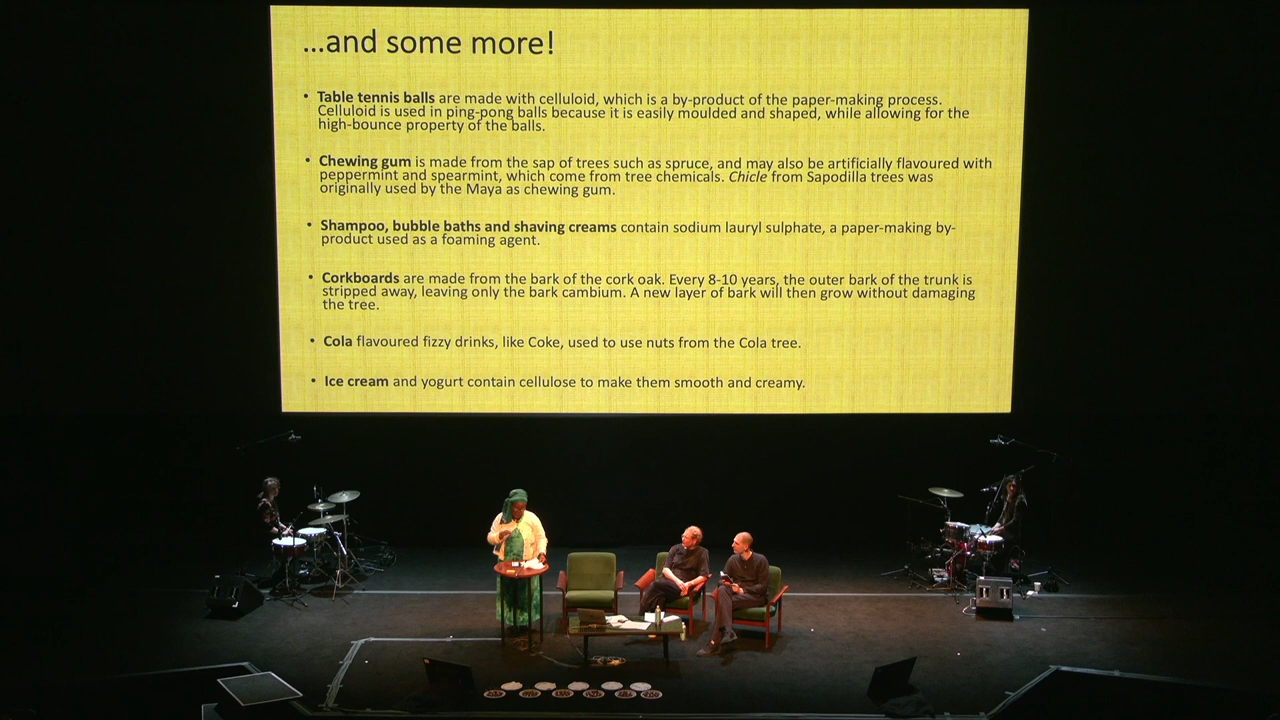 ...and some more!
• Table tennis balls are made with celluloid, which is a by-product of the paper-making process.
Celluloid is used in ping-pong balls because it is easily moulded and shaped, while allowing for the
high-bounce property of the balls.
• Chewing gum is made from the sap of trees such as spruce, and may also be artificially flavoured with
peppermint and spearmint, which come from tree chemicals. Chicle from Sapodilla trees was
originally used by the Maya as chewing gum.
• Shampoo, bubble baths and shaving creams contain sodium lauryl sulphate, a paper-making by-
product used as a foaming agent.
• Corkboards are made from the bark of the cork oak. Every 8-10 years, the outer bark of the trunk is
stripped away, leaving only the bark cambium. A new layer of bark will then grow without damaging
the tree.
• Cola flavoured fizzy drinks, like Coke, used to use nuts from the Cola tree.
• Ice cream and yogurt contain cellulose to make them smooth and creamy.